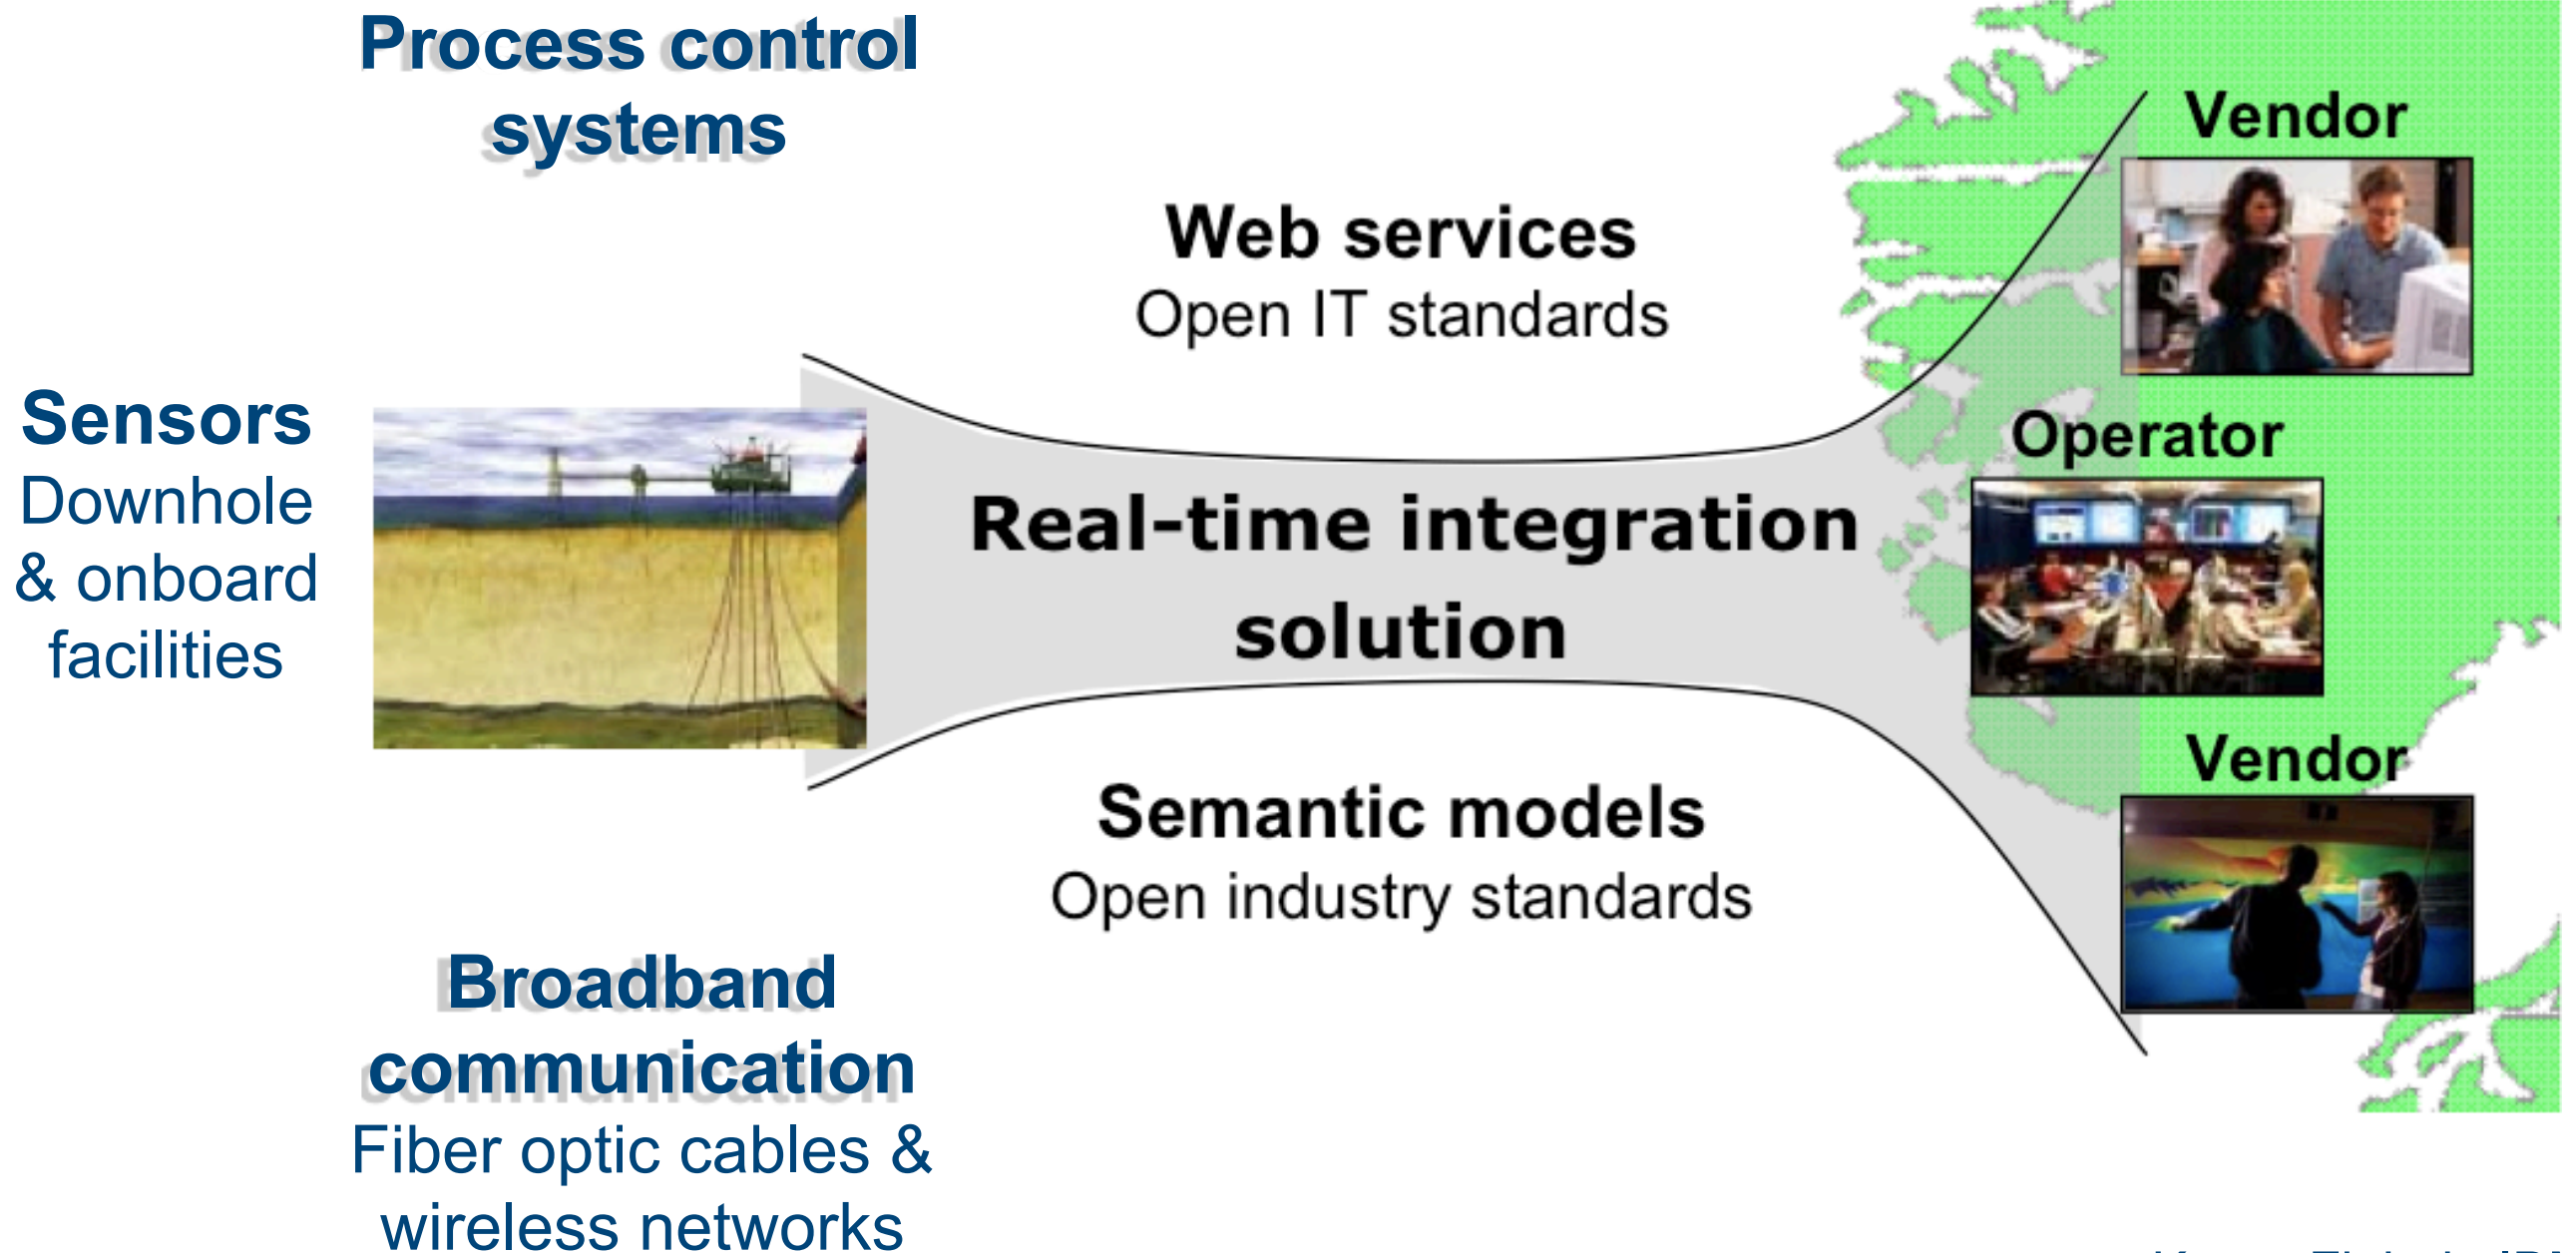 Process control
systems
Sensors
Downhole
& onboard
facilities
Broadband
communication
Fiber optic cables &
wireless networks
Web services
Open IT standards
Real-time integration
solution
Semantic models
Open industry standards
Vendor
Operator
Vendor